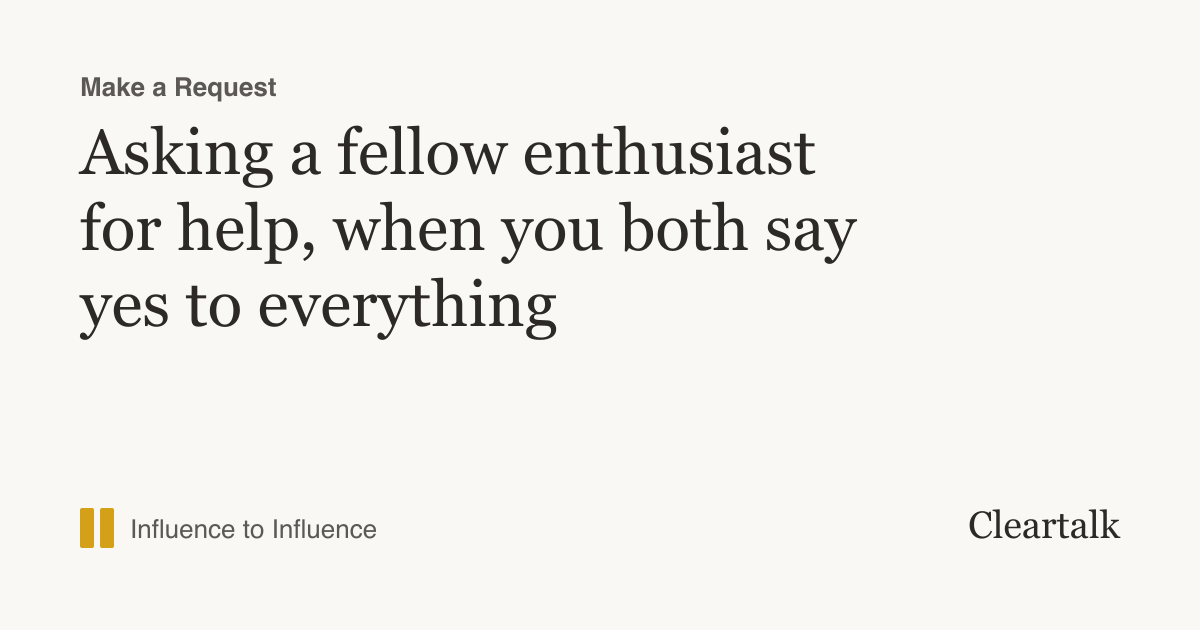 Make a Request
Asking a fellow enthusiast
for help, when you both say
yes to everything
Influence to Influence
Cleartalk